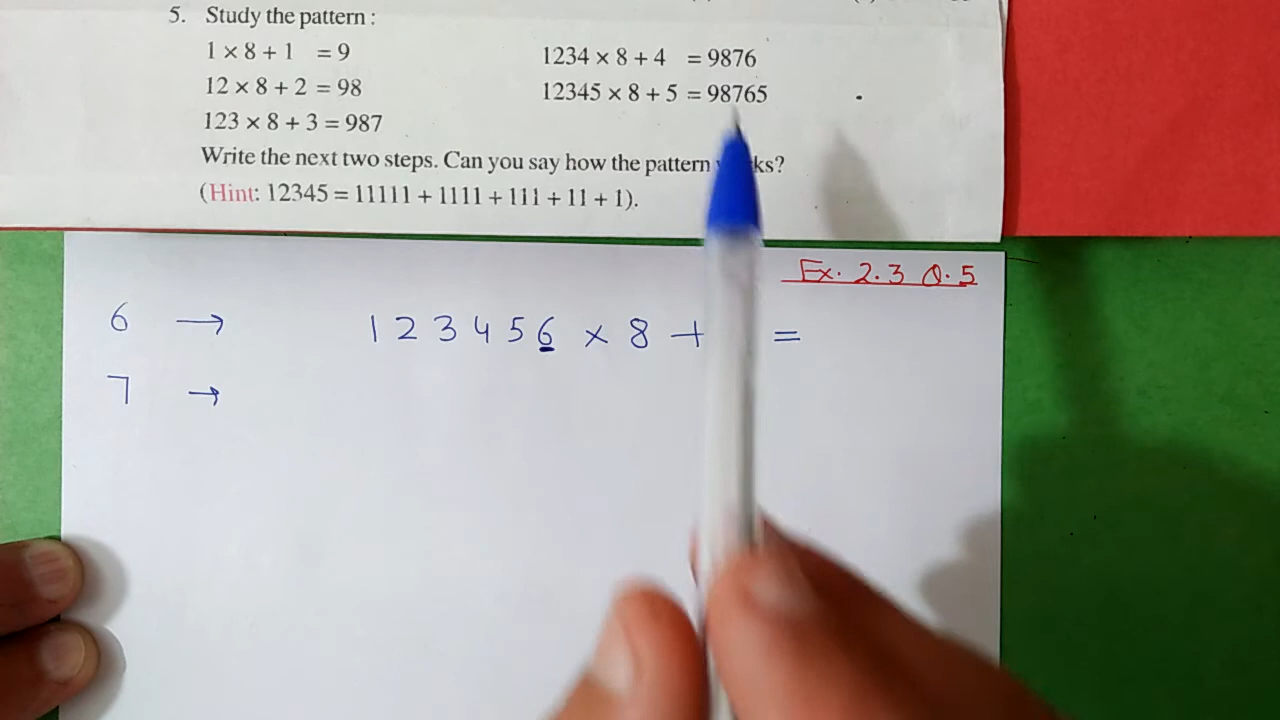 5. Study the pattern :
1 × 8 + 1 = 9
12 × 8 + 2 = 98
123 × 8 + 3 = 987
1234 × 8 + 4 = 9876
12345 × 8 + 5 = 98765
Write the next two steps. Can you say how the pattern
(Hint: 12345 = 11111 + 1111 + 111 + 11 + 1).
Ex. 2.3 Q.5
6 → 123456 × 8 + =
7 →